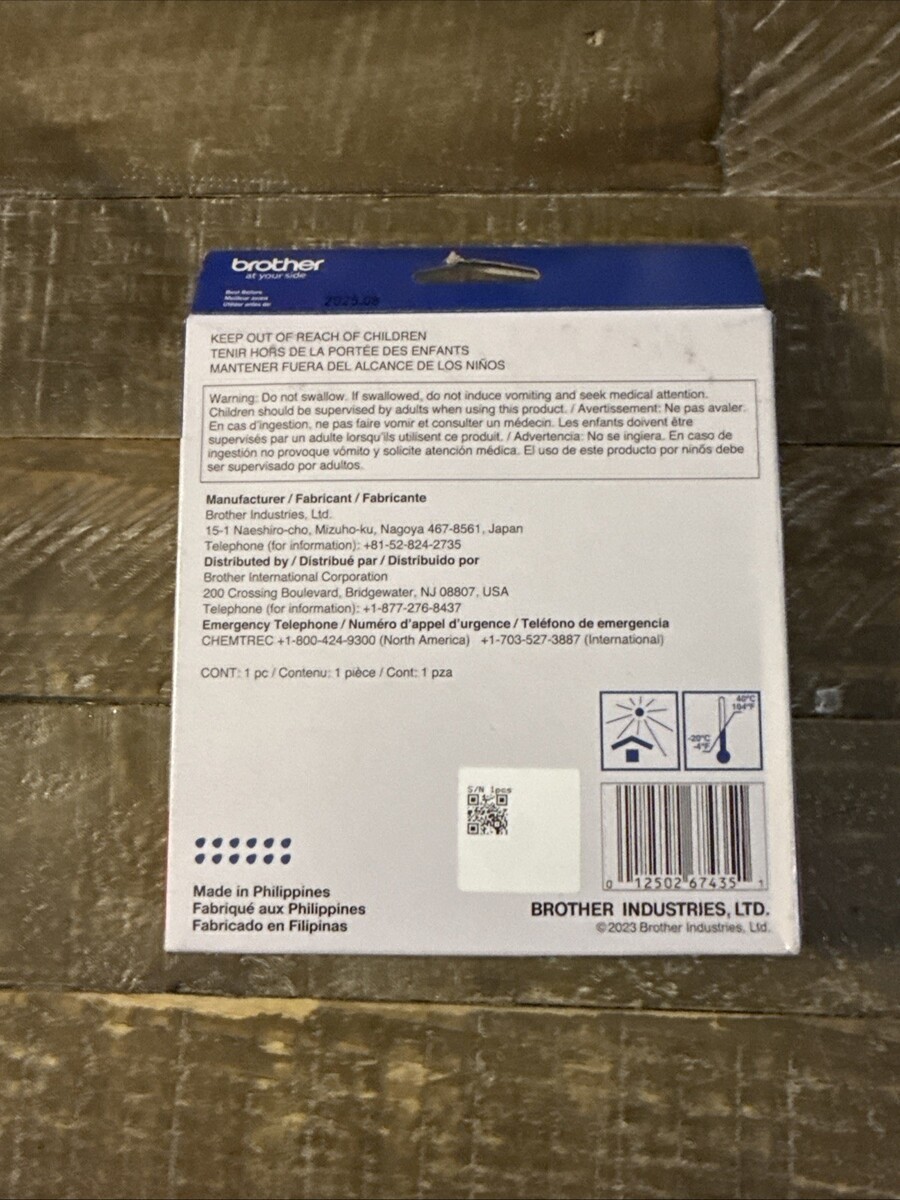 brother
at your side
Best Before
Meilleur avant
Útilice antes de:
2025.08
KEEP OUT OF REACH OF CHILDREN
TENIR HORS DE LA PORTÉE DES ENFANTS
MANTENER FUERA DEL ALCANCE DE LOS NIÑOS
Warning: Do not swallow. If swallowed, do not induce vomiting and seek medical attention.
Children should be supervised by adults when using this product. / Avertissement: Ne pas avaler.
En cas d'ingestion, ne pas faire vomir et consulter un médecin. Les enfants doivent être
supervisés par un adulte lorsqu'ils utilisent ce produit. / Advertencia: No se ingiera. En caso de
ingestión no provoque vómito y solicite atención médica. El uso de este producto por niños debe
ser supervisado por adultos.
Manufacturer / Fabricant / Fabricante
Brother Industries, Ltd.
15-1 Naeshiro-cho, Mizuho-ku, Nagoya 467-8561, Japan
Telephone (for information): +81-52-824-2735
Distributed by / Distribué par / Distribuido por
Brother International Corporation
200 Crossing Boulevard, Bridgewater, NJ 08807, USA
Telephone (for information): +1-877-276-8437
Emergency Telephone / Numéro d'appel d'urgence / Teléfono de emergencia
CHEMTREC +1-800-424-9300 (North America) +1-703-527-3887 (International)
CONT: 1 pc / Contenu: 1 pièce / Cont: 1 pza
40°C
104°F
-20°C
-4°F
S/N 1pcs
0 12502 67435 1
Made in Philippines
Fabriqué aux Philippines
Fabricado en Filipinas
BROTHER INDUSTRIES, LTD.
©2023 Brother Industries, Ltd.